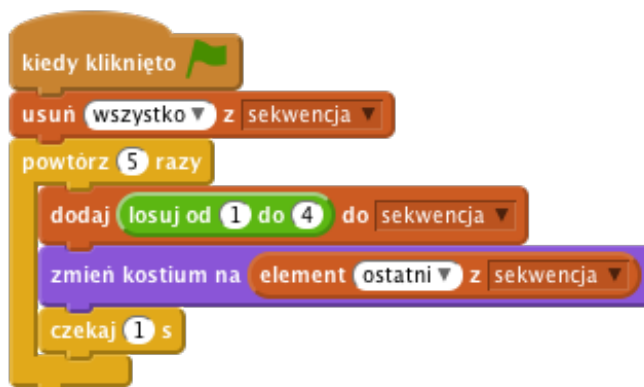 kiedy kliknięto
usuń wszystko z sekwencja
powtórz 5 razy
dodaj losuj od 1 do 4 do sekwencja
zmień kostium na element ostatni z sekwencja
czekaj 1 s